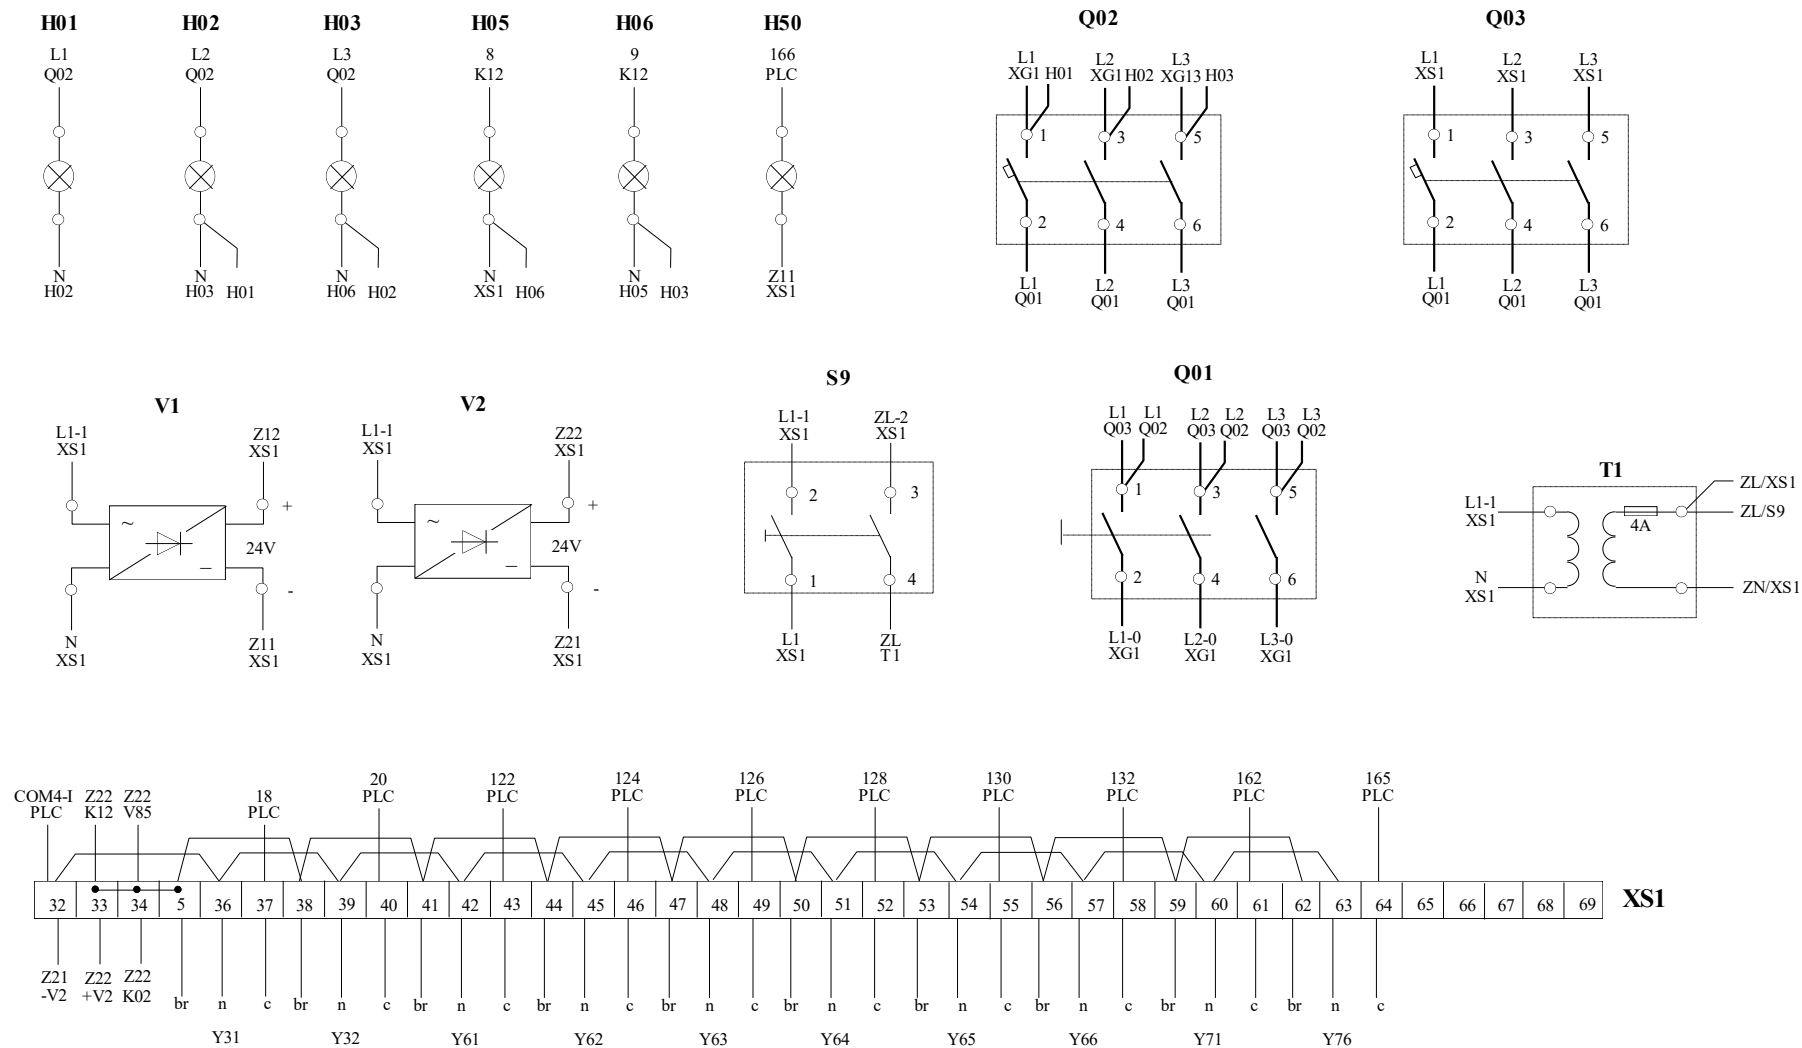 H01
L1
Q02
N
H02
H02
L2
Q02
N
H03 H01
H03
L3
Q02
N
H06 H02
H05
8
K12
N
XS1 H06
H06
9
K12
N
H05 H03
H50
166
PLC
Z11
XS1
Q02
L1 L2 L3
XG1 H01 XG1 H02 XG13 H03
1 3 5
2 4 6
L1 L2 L3
Q01 Q01 Q01
Q03
L1 L2 L3
XS1 XS1 XS1
1 3 5
2 4 6
L1 L2 L3
Q01 Q01 Q01
V1
L1-1 Z12
XS1 XS1
+
~
24V
–
-
N Z11
XS1 XS1
V2
L1-1 Z22
XS1 XS1
+
~
24V
–
-
N Z21
XS1 XS1
S9
L1-1 ZL-2
XS1 XS1
2 3
1 4
L1 ZL
XS1 T1
Q01
L1 L1 L2 L2 L3 L3
Q03 Q02 Q03 Q02 Q03 Q02
1 3 5
2 4 6
L1-0 L2-0 L3-0
XG1 XG1 XG1
T1
L1-1
XS1
N
XS1
4A
ZL/XS1
ZL/S9
ZN/XS1
COM4-I Z22 Z22 18 20 122 124 126 128 130 132 162 165
PLC K12 V85 PLC PLC PLC PLC PLC PLC PLC PLC PLC PLC
32 33 34 5 36 37 38 39 40 41 42 43 44 45 46 47 48 49 50 51 52 53 54 55 56 57 58 59 60 61 62 63 64 65 66 67 68 69 XS1
Z21 Z22 Z22
-V2 +V2 K02 br n c br n c br n c br n c br n c br n c br n c br n c br n c br n c
Y31 Y32 Y61 Y62 Y63 Y64 Y65 Y66 Y71 Y76